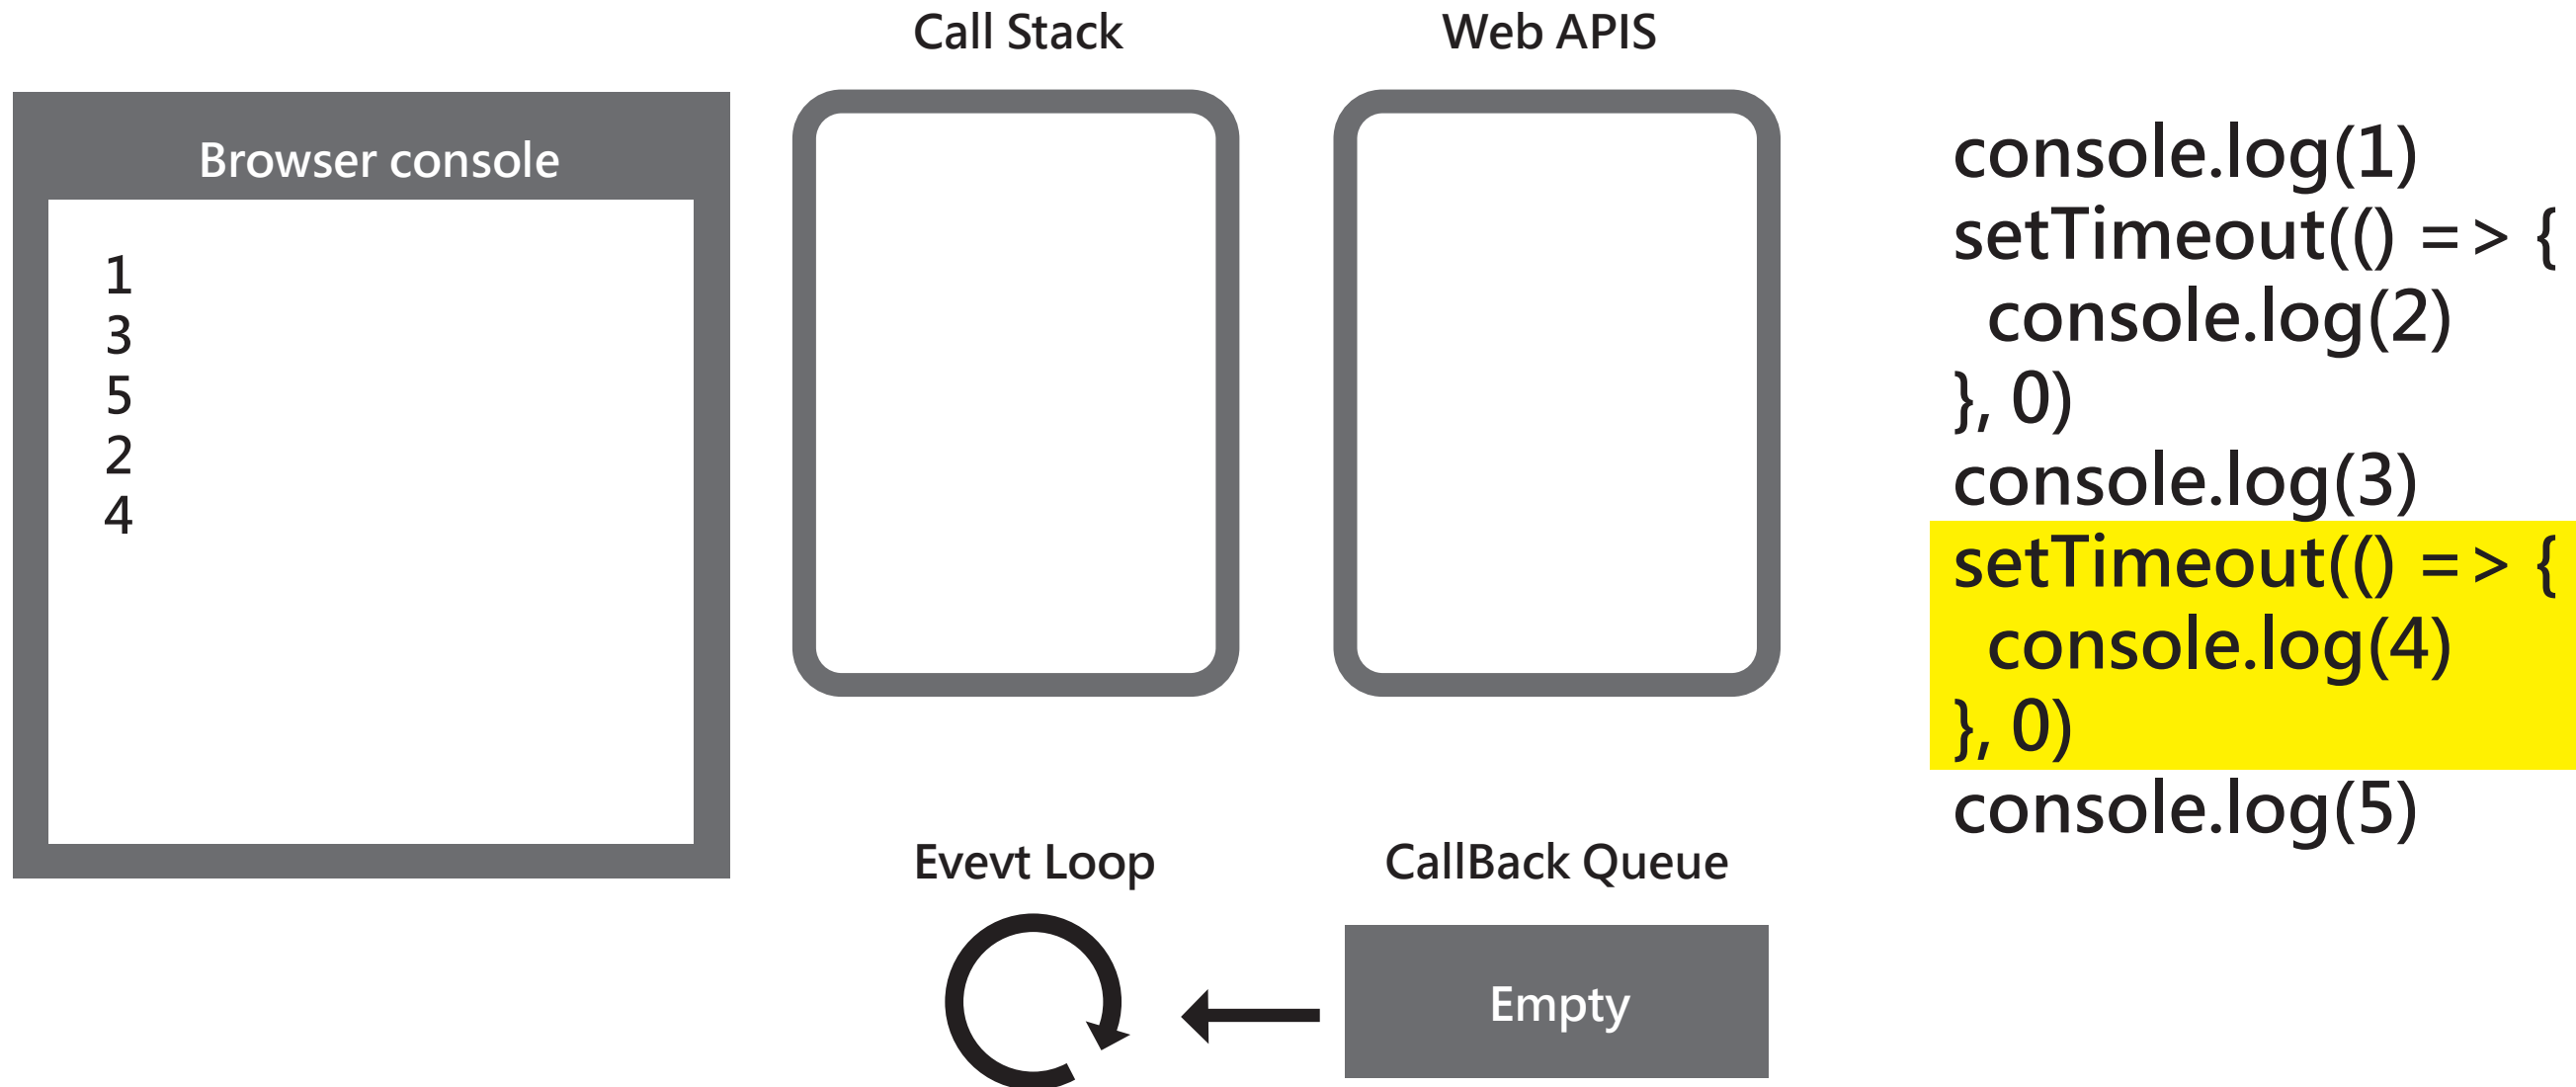 Call Stack
Web APIS
Browser console
1
3
5
2
4
console.log(1)
setTimeout(() => {
  console.log(2)
}, 0)
console.log(3)
setTimeout(() => {
  console.log(4)
}, 0)
console.log(5)
Evevt Loop
CallBack Queue
Empty